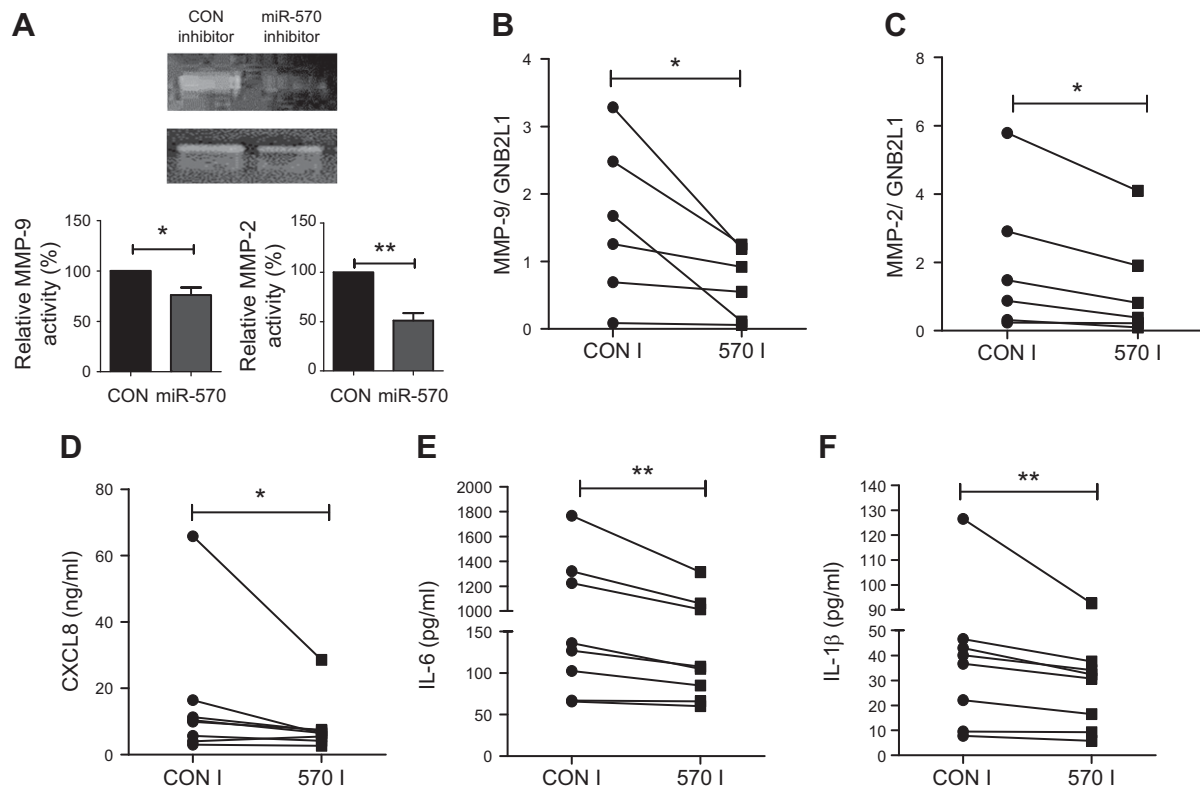 A
CON inhibitor
miR-570 inhibitor
Relative MMP-9 activity (%)
150
100
50
0
*
CON miR-570
Relative MMP-2 activity (%)
150
100
50
0
**
CON miR-570
B
MMP-9/ GNB2L1
4
3
2
1
0
*
CON I 570 I
C
MMP-2/ GNB2L1
8
6
4
2
0
*
CON I 570 I
D
CXCL8 (ng/ml)
80
60
40
20
0
*
CON I 570 I
E
IL-6 (pg/ml)
2000
1800
1600
1400
1200
1000
150
100
50
0
**
CON I 570 I
F
IL-1β (pg/ml)
140
130
120
110
100
90
50
40
30
20
10
0
**
CON I 570 I